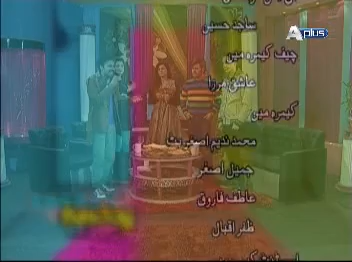 Aplus
ساجد حسین
چیف کیمرہ مین
عاشق مرزا
کیمرہ مین
محمد ندیم اصغر بٹ
جمیل اصغر
عاطف فاروق
ظفر اقبال